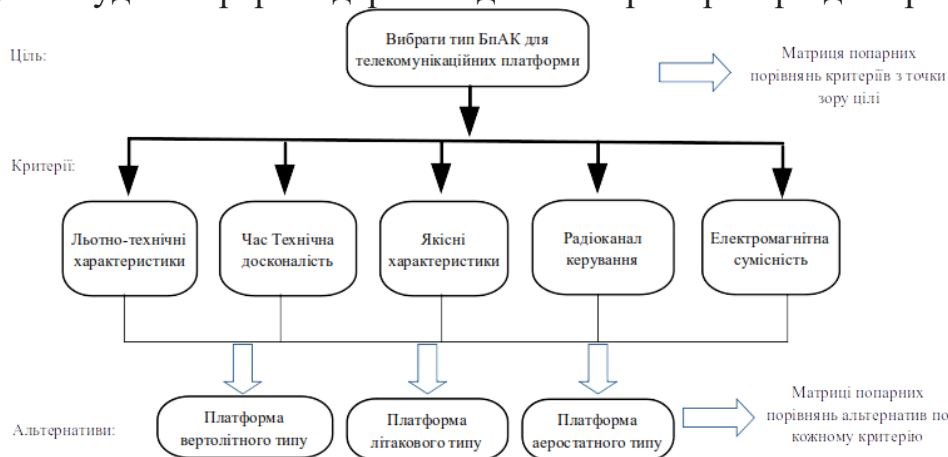 Вибрати тип БпАК для
телекомунікаційних платформи
Ціль:
Матриця попарних
порівнянь критеріїв з точки
зору цілі
Критерії:
Льотно-технічні
характеристики
Час Технічна
досконалість
Якісні
характеристики
Радіоканал
керування
Електромагнітна
сумісність
Альтернативи:
Платформа
вертолітного типу
Платформа
літакового типу
Платформа
аеростатного типу
Матриці попарних
порівнянь альтернатив по
кожному критерію